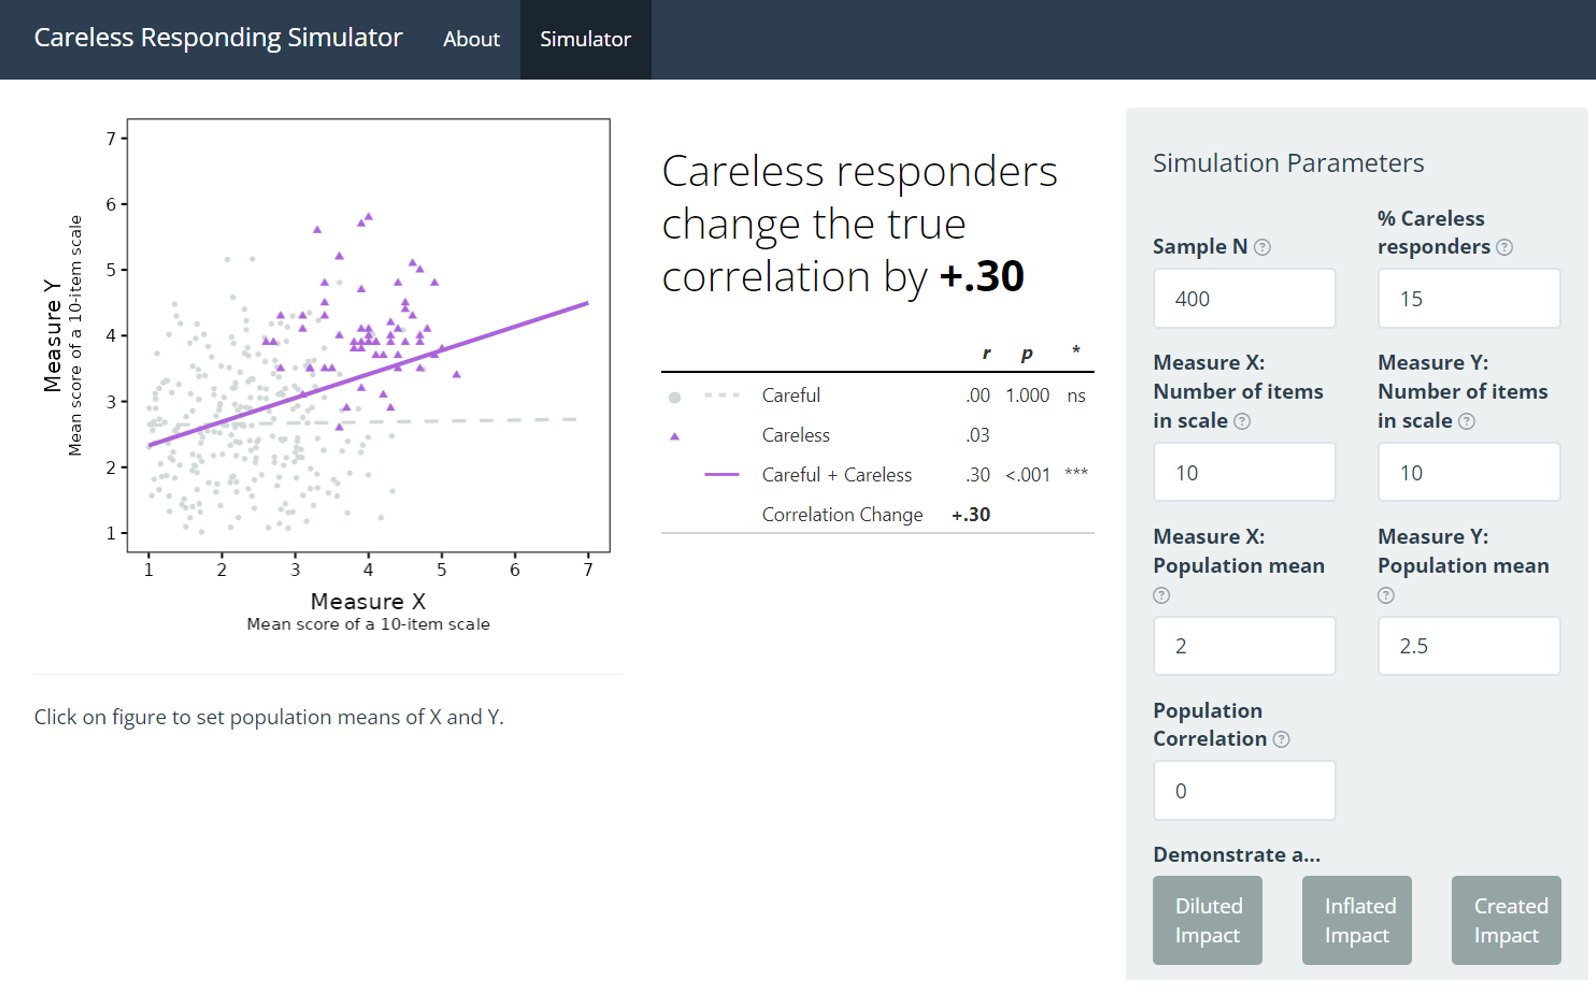 Careless Responding Simulator About Simulator
7
6
5
4
3
2
1
Measure Y
Mean score of a 10-item scale
1 2 3 4 5 6 7
Measure X
Mean score of a 10-item scale
Click on figure to set population means of X and Y.
Careless responders
change the true
correlation by +.30
r p *
Careful .00 1.000 ns
Careless .03
Careful + Careless .30 <.001 ***
Correlation Change +.30
Simulation Parameters
Sample N ?
400
% Careless
responders ?
15
Measure X:
Number of items
in scale ?
10
Measure Y:
Number of items
in scale ?
10
Measure X:
Population mean
?
2
Measure Y:
Population mean
?
2.5
Population
Correlation ?
0
Demonstrate a...
Diluted
Impact
Inflated
Impact
Created
Impact